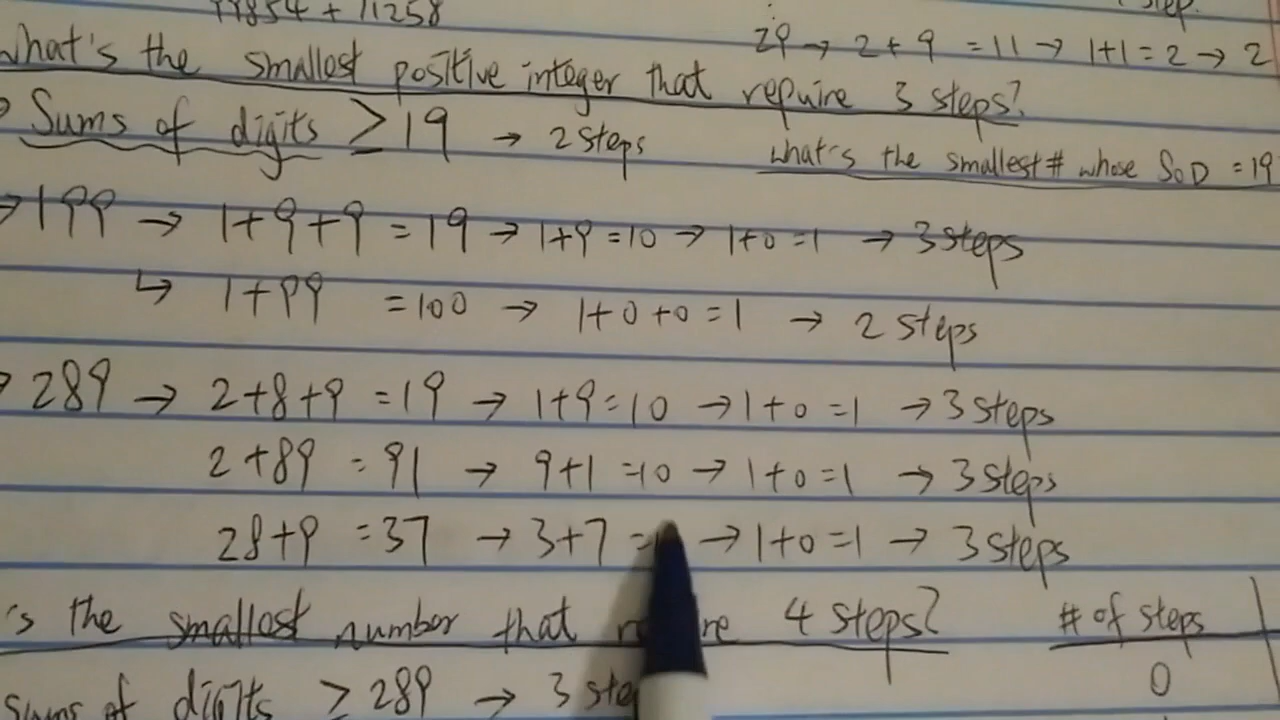 99854 + 11258
step.
29 → 2 + 9 = 11 → 1+1 = 2 → 2
What's the smallest positive integer that require 3 steps?
Sums of digits ≥ 19 → 2 steps
what's the smallest # whose SoD = 19
→ 199 → 1+9+9 = 19 → 1+9 = 10 → 1+0 = 1 → 3 steps
↳ 1+99 = 100 → 1+0+0 = 1 → 2 steps
289 → 2+8+9 = 19 → 1+9 = 10 → 1+0 = 1 → 3 steps
2+89 = 91 → 9+1 = 10 → 1+0 = 1 → 3 steps
28+9 = 37 → 3+7 = → 1+0 = 1 → 3 steps
's the smallest number that 4 steps?
# of steps
0
Sums of digits ≥ 289 → 3